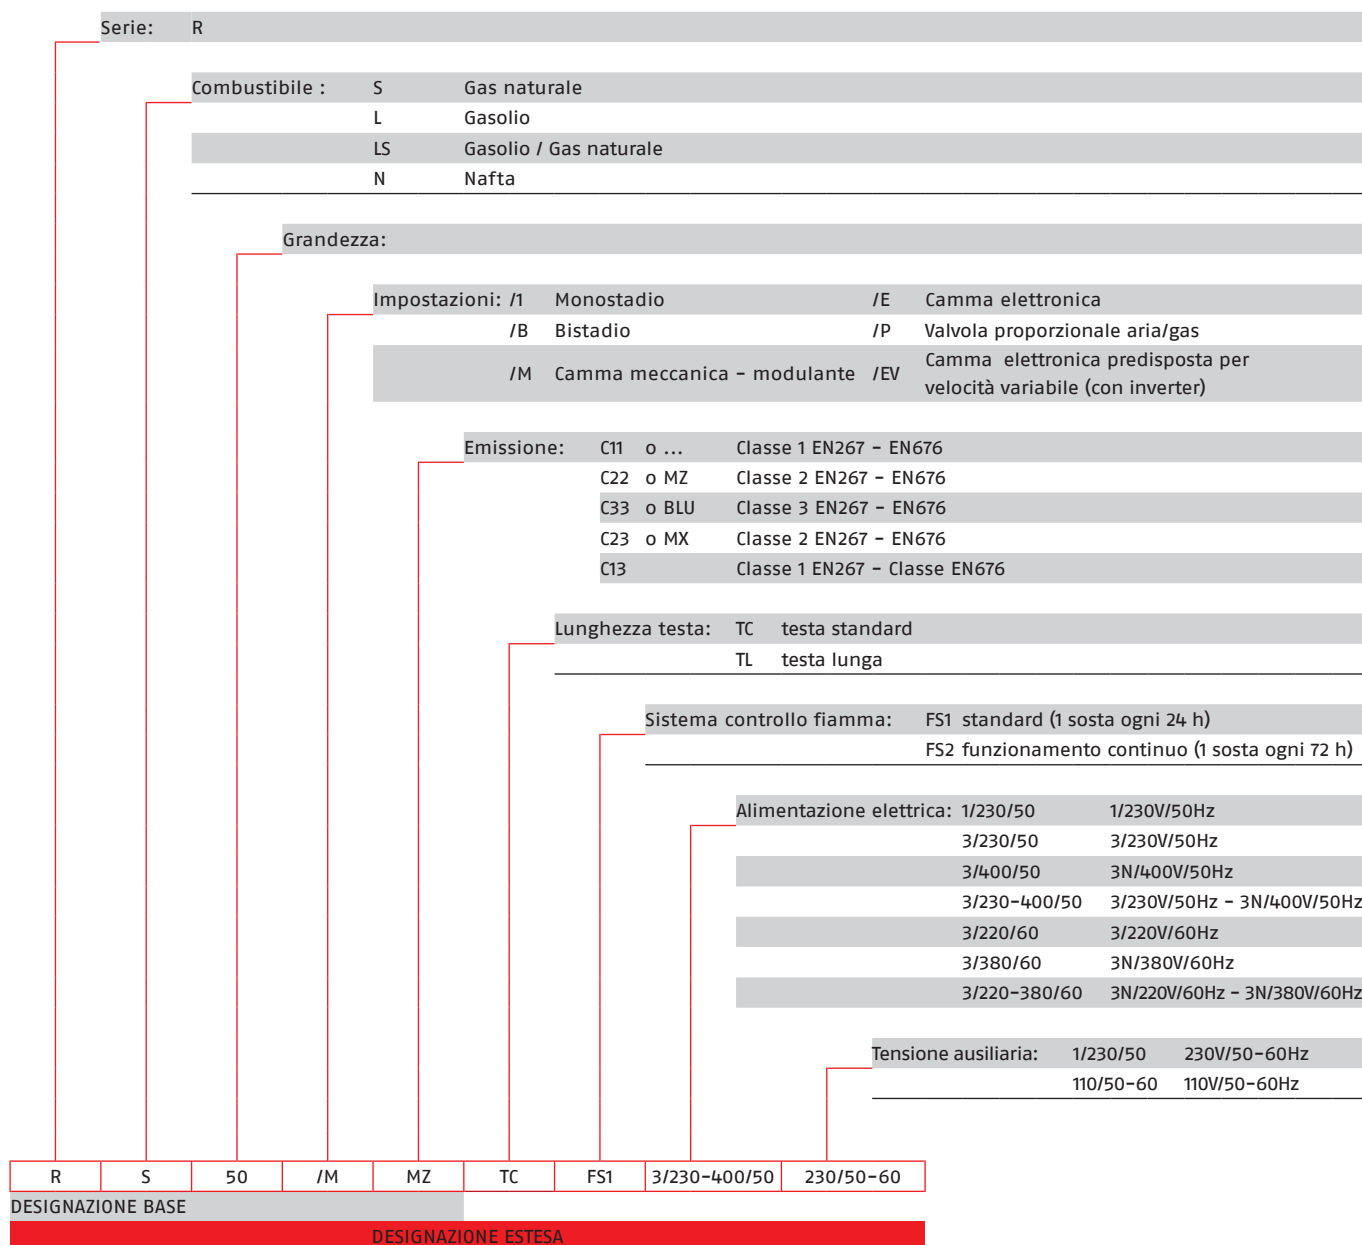 Serie: R
Combustibile : S Gas naturale
L Gasolio
LS Gasolio / Gas naturale
N Nafta
Grandezza:
Impostazioni: /1 Monostadio /E Camma elettronica
/B Bistadio /P Valvola proporzionale aria/gas
/M Camma meccanica - modulante /EV Camma elettronica predisposta per
velocità variabile (con inverter)
Emissione: C11 o ... Classe 1 EN267 - EN676
C22 o MZ Classe 2 EN267 - EN676
C33 o BLU Classe 3 EN267 - EN676
C23 o MX Classe 2 EN267 - EN676
C13 Classe 1 EN267 - Classe EN676
Lunghezza testa: TC testa standard
TL testa lunga
Sistema controllo fiamma: FS1 standard (1 sosta ogni 24 h)
FS2 funzionamento continuo (1 sosta ogni 72 h)
Alimentazione elettrica: 1/230/50 1/230V/50Hz
3/230/50 3/230V/50Hz
3/400/50 3N/400V/50Hz
3/230-400/50 3/230V/50Hz - 3N/400V/50Hz
3/220/60 3/220V/60Hz
3/380/60 3N/380V/60Hz
3/220-380/60 3N/220V/60Hz - 3N/380V/60Hz
Tensione ausiliaria: 1/230/50 230V/50-60Hz
110/50-60 110V/50-60Hz
R S 50 /M MZ TC FS1 3/230-400/50 230/50-60
DESIGNAZIONE BASE
DESIGNAZIONE ESTESA